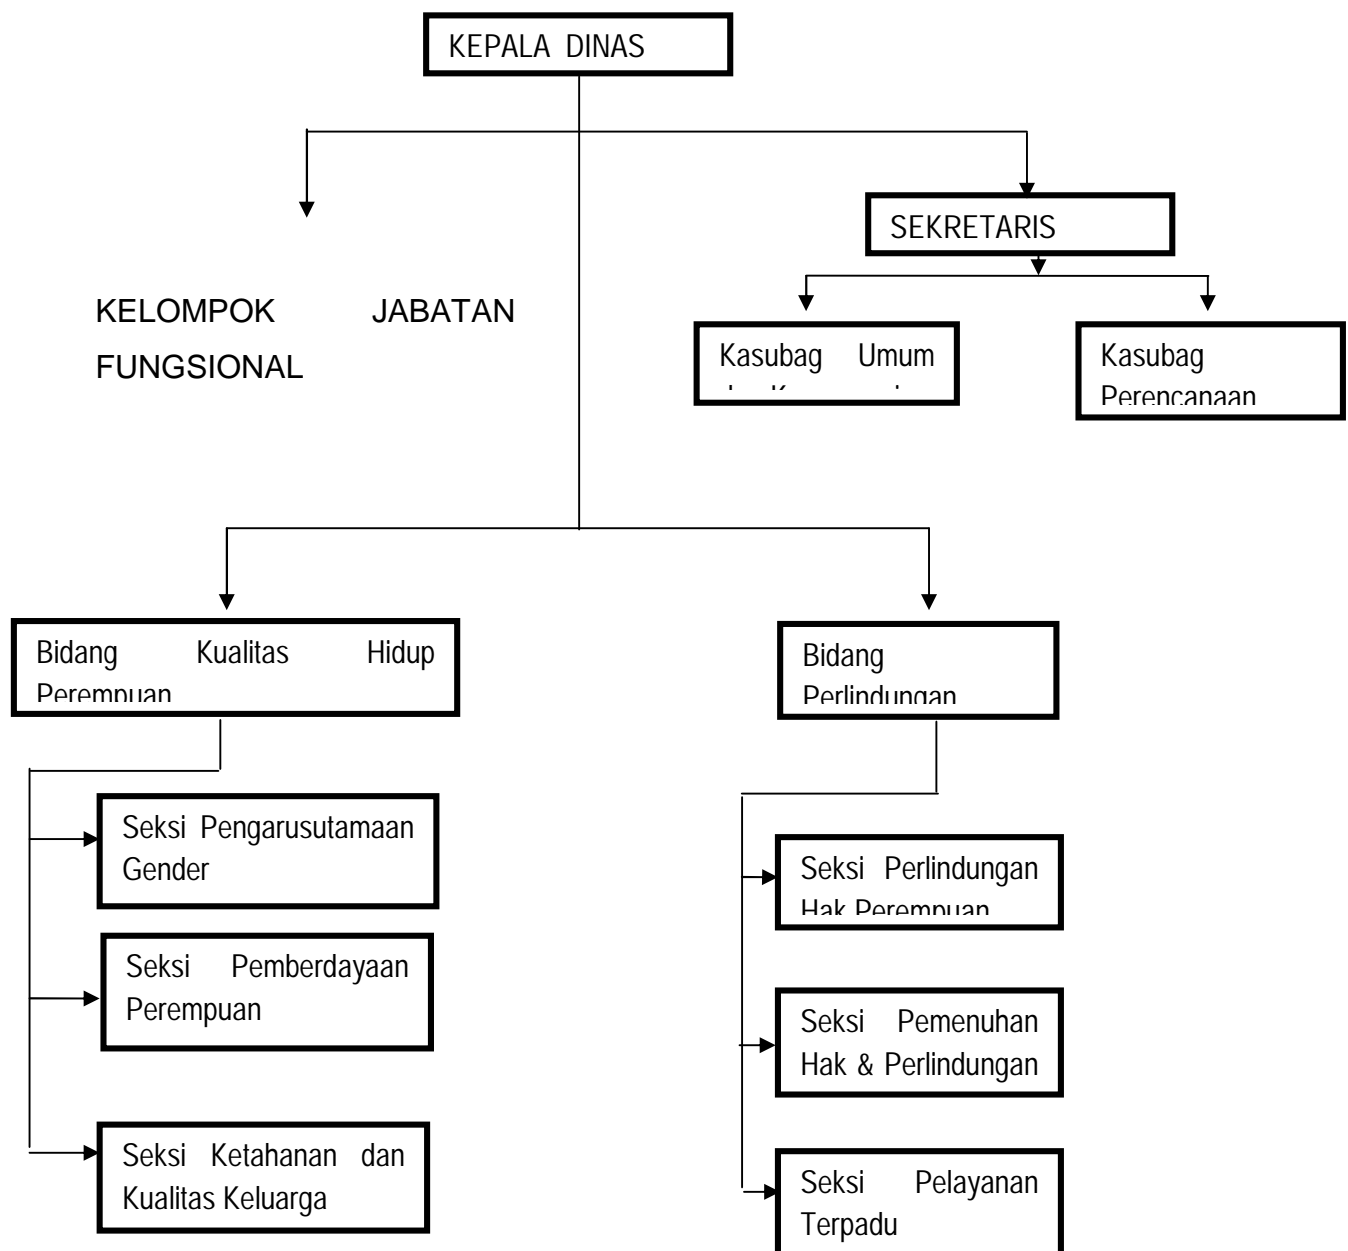 KEPALA DINAS
SEKRETARIS
KELOMPOK JABATAN
FUNGSIONAL
Kasubag Umum
Kasubag
Perencanaan
Bidang Kualitas Hidup
Perempuan
Bidang
Perlindungan
Seksi Pengarusutamaan
Gender
Seksi Pemberdayaan
Perempuan
Seksi Ketahanan dan
Kualitas Keluarga
Seksi Perlindungan
Hak Perempuan
Seksi Pemenuhan
Hak & Perlindungan
Seksi Pelayanan
Terpadu